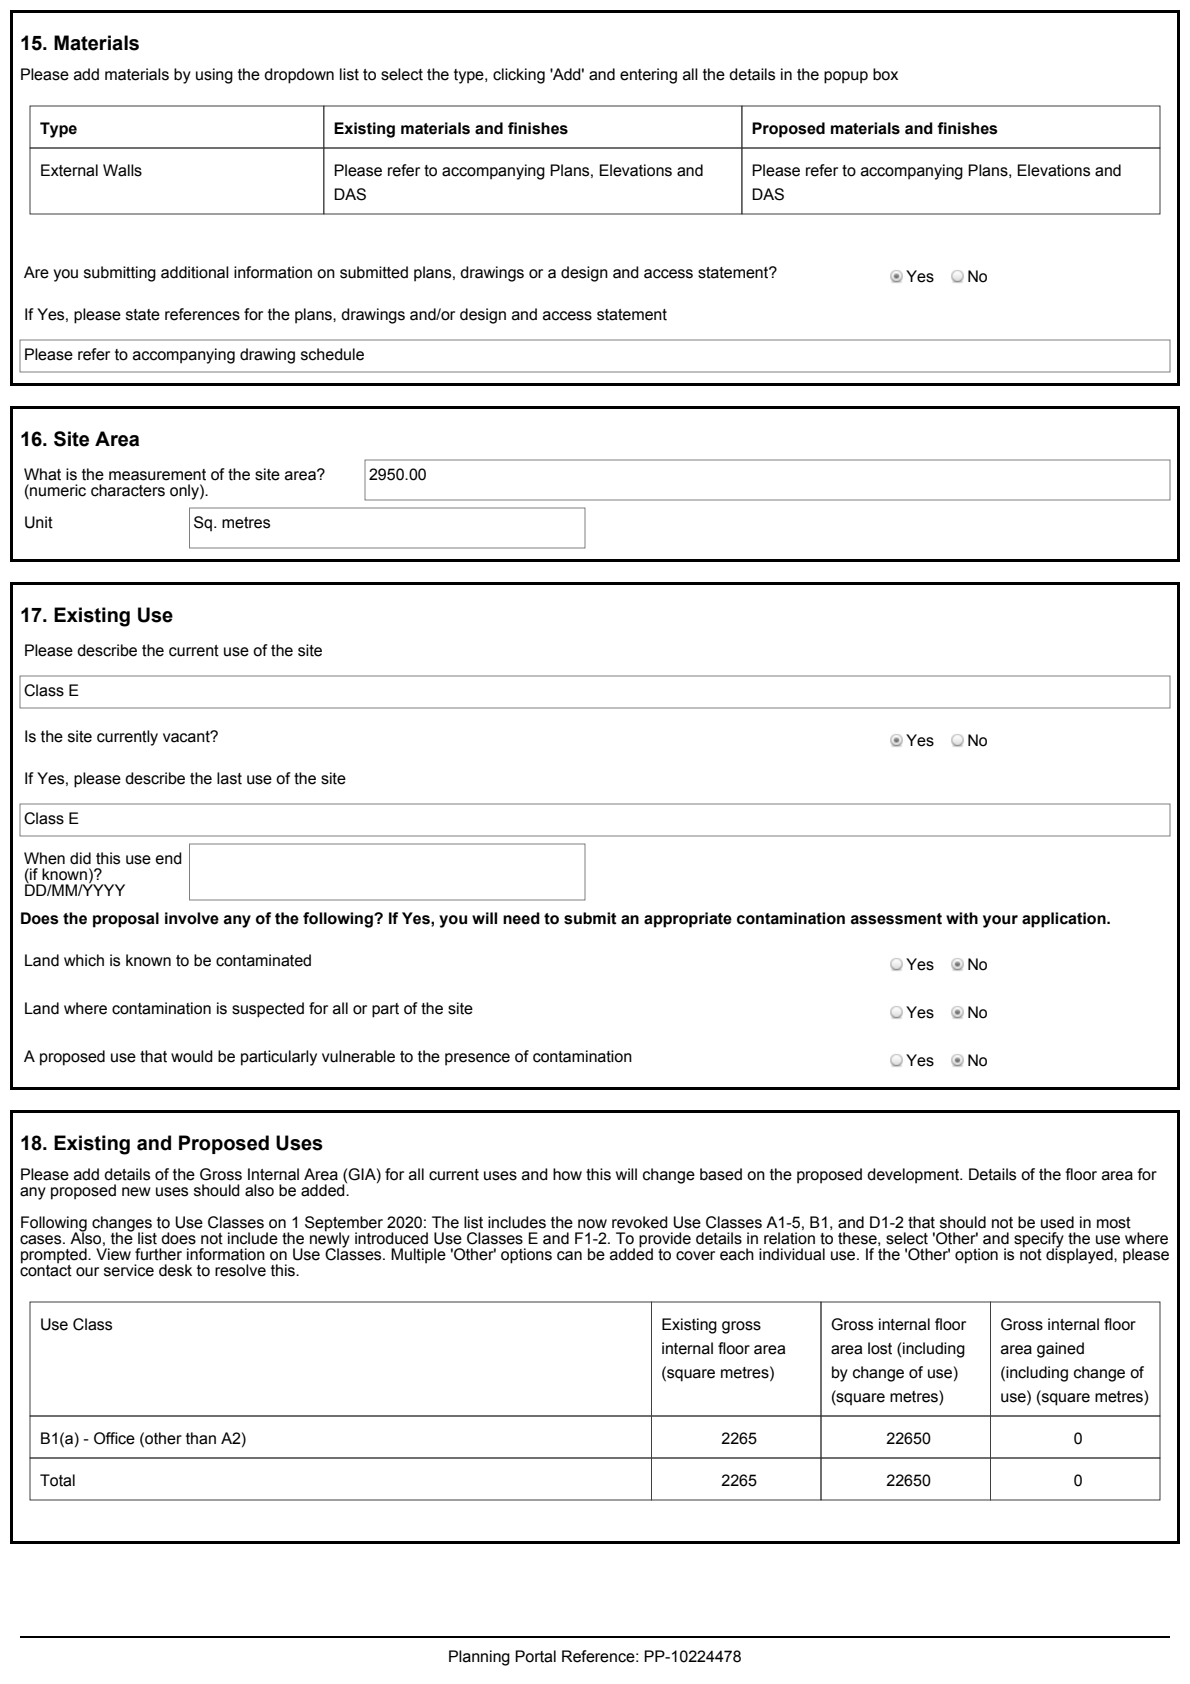 15. Materials
Please add materials by using the dropdown list to select the type, clicking 'Add' and entering all the details in the popup box
Type Existing materials and finishes Proposed materials and finishes
External Walls Please refer to accompanying Plans, Elevations and Please refer to accompanying Plans, Elevations and
DAS DAS
Are you submitting additional information on submitted plans, drawings or a design and access statement? Yes No
If Yes, please state references for the plans, drawings and/or design and access statement
Please refer to accompanying drawing schedule
16. Site Area
What is the measurement of the site area? 2950.00
(numeric characters only).
Unit Sq. metres
17. Existing Use
Please describe the current use of the site
Class E
Is the site currently vacant? Yes No
If Yes, please describe the last use of the site
Class E
When did this use end
(if known)?
DD/MM/YYYY
Does the proposal involve any of the following? If Yes, you will need to submit an appropriate contamination assessment with your application.
Land which is known to be contaminated Yes No
Land where contamination is suspected for all or part of the site Yes No
A proposed use that would be particularly vulnerable to the presence of contamination Yes No
18. Existing and Proposed Uses
Please add details of the Gross Internal Area (GIA) for all current uses and how this will change based on the proposed development. Details of the floor area for
any proposed new uses should also be added.
Following changes to Use Classes on 1 September 2020: The list includes the now revoked Use Classes A1-5, B1, and D1-2 that should not be used in most
cases. Also, the list does not include the newly introduced Use Classes E and F1-2. To provide details in relation to these, select 'Other' and specify the use where
prompted. View further information on Use Classes. Multiple 'Other' options can be added to cover each individual use. If the 'Other' option is not displayed, please
contact our service desk to resolve this.
Use Class Existing gross Gross internal floor Gross internal floor
internal floor area area lost (including area gained
(square metres) by change of use) (including change of
(square metres) use) (square metres)
B1(a) - Office (other than A2) 2265 22650 0
Total 2265 22650 0
Planning Portal Reference: PP-10224478